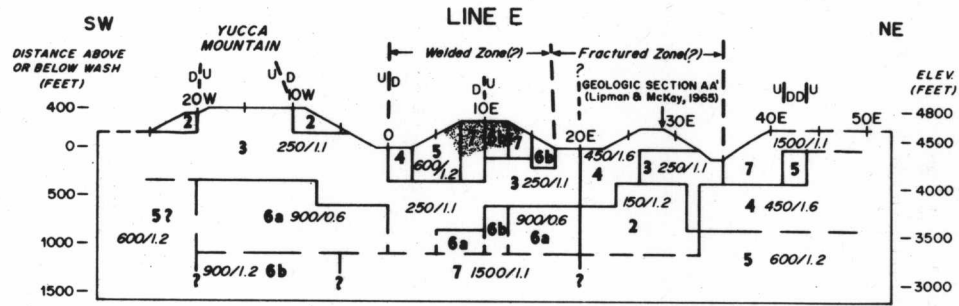 LINE E
SW
NE
YUCCA
MOUNTAIN
DISTANCE ABOVE
OR BELOW WASH
(FEET)
Welded Zone(?)
Fractured Zone(?)
ELEV.
(FEET)
GEOLOGIC SECTION AA'
(Lipman & McKay, 1965)
D U
U D
U D
D U
?
U DD U
20W
10W
0
10E
20E
30E
40E
50E
400
0
500
1000
1500
4800
4500
4000
3500
3000
2
2
3
250/1.1
4
5
600/1.2
7
6b
3 250/1.1
4
450/1.6
3
250/1.1
7
1500/1.1
5
5?
600/1.2
6a
900/0.6
250/1.1
6a
6b
900/0.6
6a
150/1.2
2
4
450/1.6
900/1.2
6b
7
1500/1.1
5
600/1.2
?
?
?